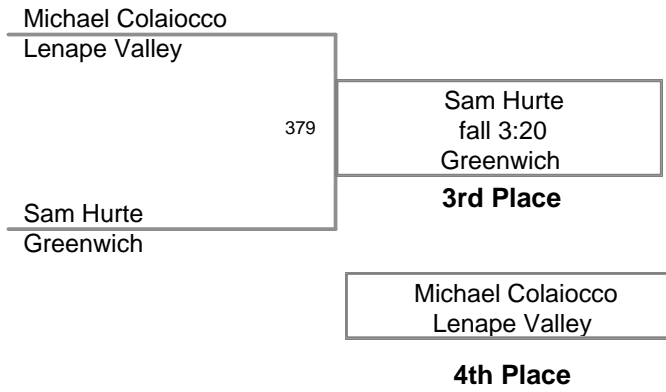 Michael Colaiocco
Lenape Valley
379
Sam Hurte
fall 3:20
Greenwich
3rd Place
Sam Hurte
Greenwich
Michael Colaiocco
Lenape Valley
4th Place